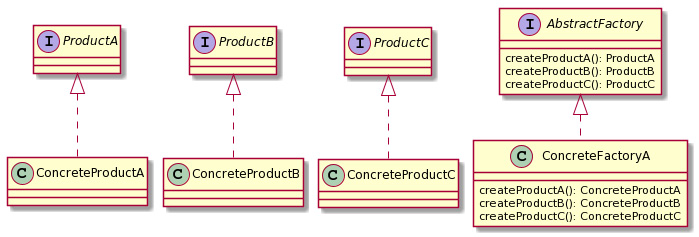 I ProductA
I ProductB
I ProductC
I AbstractFactory
createProductA(): ProductA
createProductB(): ProductB
createProductC(): ProductC
C ConcreteProductA
C ConcreteProductB
C ConcreteProductC
C ConcreteFactoryA
createProductA(): ConcreteProductA
createProductB(): ConcreteProductB
createProductC(): ConcreteProductC